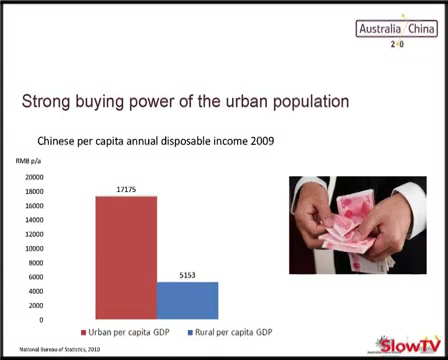 Australia China
2.0
Strong buying power of the urban population
Chinese per capita annual disposable income 2009
RMB p/a
20000
18000
16000
14000
12000
10000
8000
6000
4000
2000
0
17175
5153
Urban per capita GDP
Rural per capita GDP
National Bureau of Statistics, 2010
SlowTV